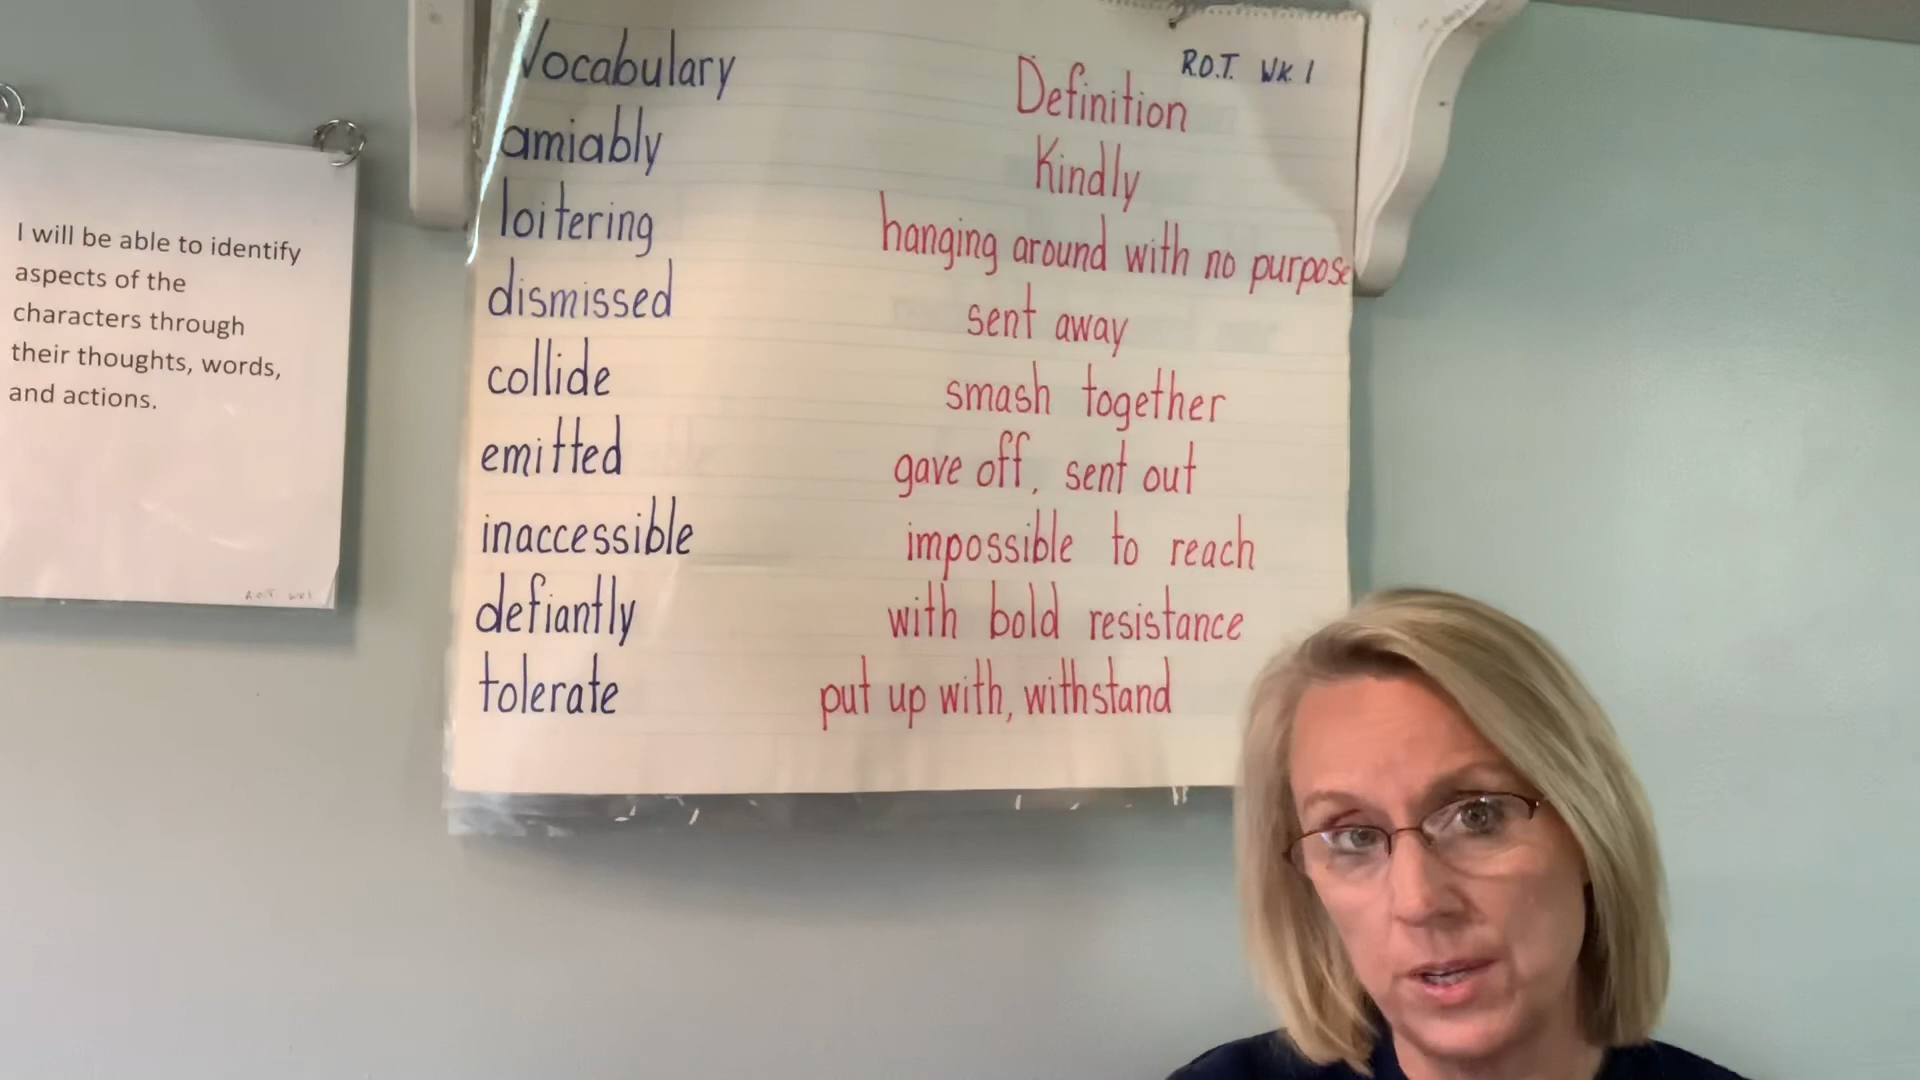 I will be able to identify
aspects of the
characters through
their thoughts, words,
and actions.
R.O.T. WK1
R.O.T. WK. 1
Vocabulary Definition
amiably Kindly
loitering hanging around with no purpose
dismissed sent away
collide smash together
emitted gave off, sent out
inaccessible impossible to reach
defiantly with bold resistance
tolerate put up with, withstand